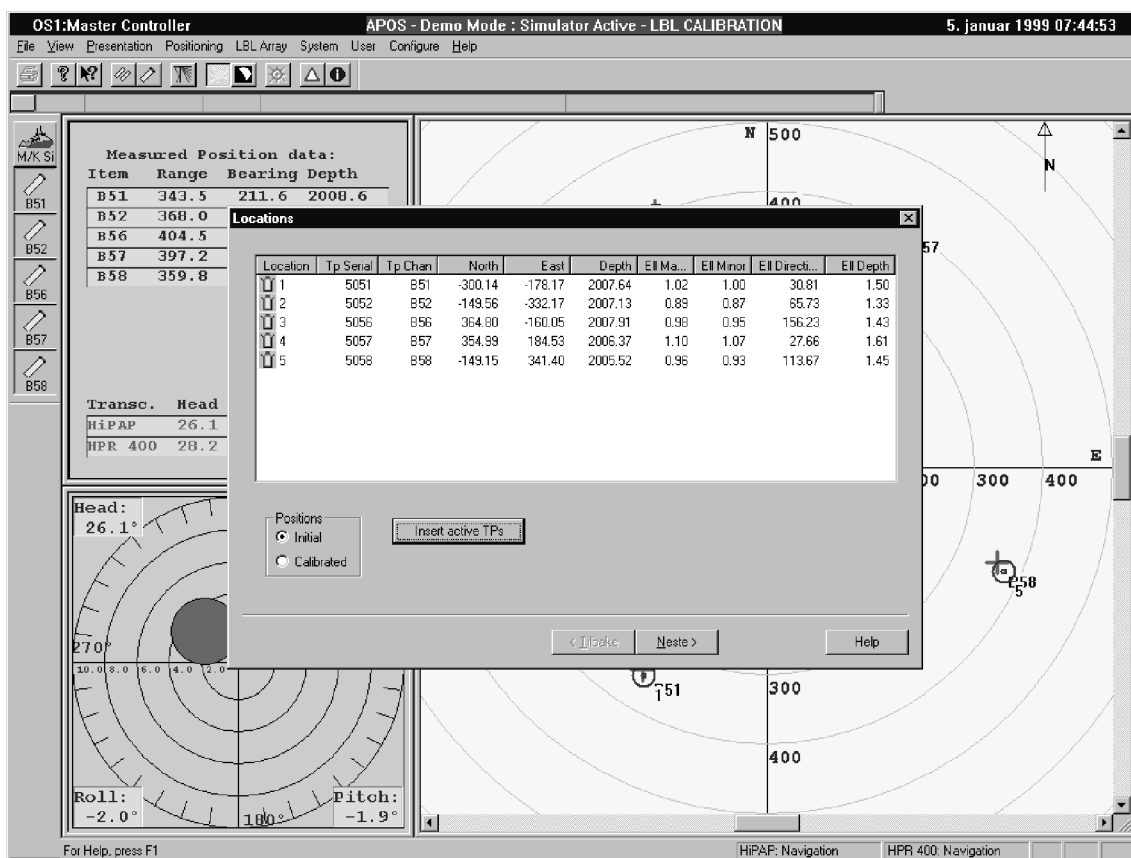 OS1:Master Controller APOS - Demo Mode : Simulator Active - LBL CALIBRATION 5. januar 1999 07:44:53
File View Presentation Positioning LBL Array System User Configure Help
M/K Si
B51
B52
B56
B57
B58
Measured Position data:
Item Range Bearing Depth
B51 343.5 211.6 2008.6
B52 368.0
B56 404.5
B57 397.2
B58 359.8
Transc. Head
HiPAP 26.1
HPR 400 28.2
N 500
N
400
57
E
00 300 400
58
5
51
1
300
400
Locations
Location Tp Serial Tp Chan North East Depth Ell Ma... Ell Minor Ell Directi... Ell Depth
1 5051 B51 -300.14 -178.17 2007.64 1.02 1.00 30.81 1.50
2 5052 B52 -149.56 -332.17 2007.13 0.89 0.87 65.73 1.33
3 5056 B56 364.80 -160.05 2007.91 0.98 0.95 156.23 1.43
4 5057 B57 354.99 184.53 2006.37 1.10 1.07 27.66 1.61
5 5058 B58 -149.15 341.40 2005.52 0.96 0.93 113.67 1.45
Positions
Initial
Calibrated
Insert active TPs
< Tilbake Neste > Help
Head:
26.1°
270°
10.0 8.0 6.0 4.0 2.0
Roll:
-2.0°
180°
Pitch:
-1.9°
For Help, press F1 HiPAP: Navigation HPR 400: Navigation